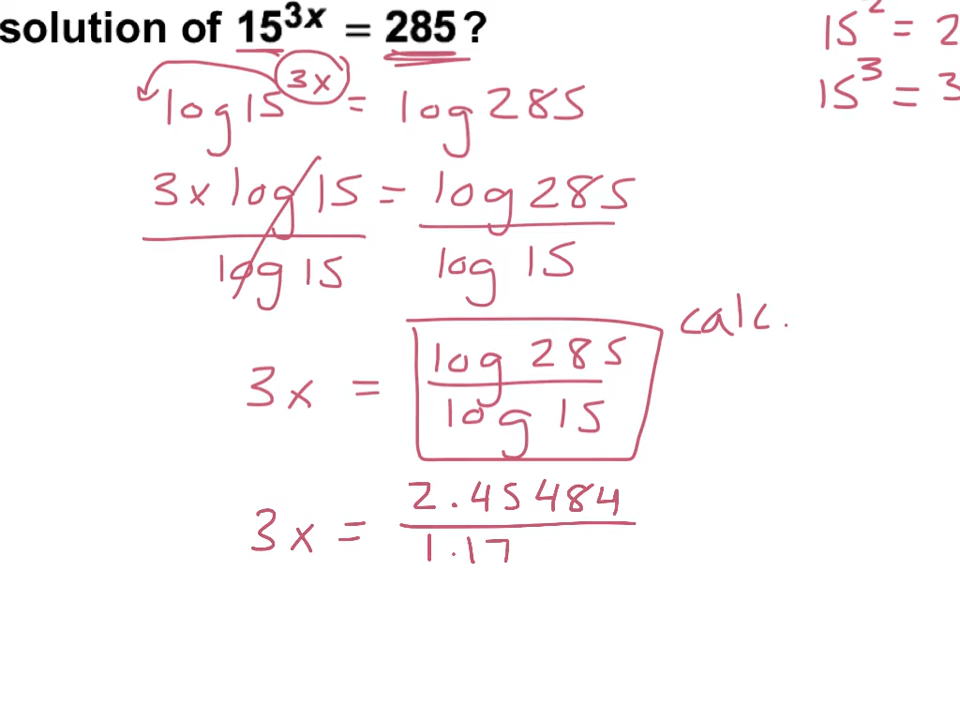 solution of 15^{3x} = 285?
15^2 = 2
15^3 = 3
log 15^{3x} = log 285
3x log 15 / log 15 = log 285 / log 15
3x = log 285 / log 15
calc.
3x = 2.45484 / 1.17